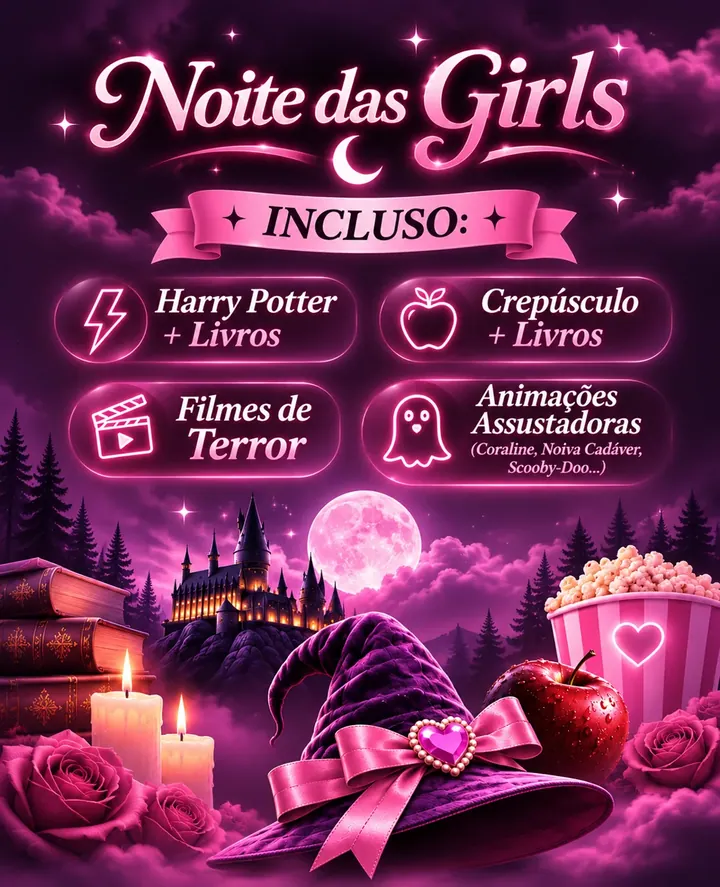 Noite das Girls
INCLUSO:
Harry Potter
+ Livros
Crepúsculo
+ Livros
Filmes de
Terror
Animações
Assustadoras
(Coraline, Noiva Cadáver,
Scooby-Doo...)